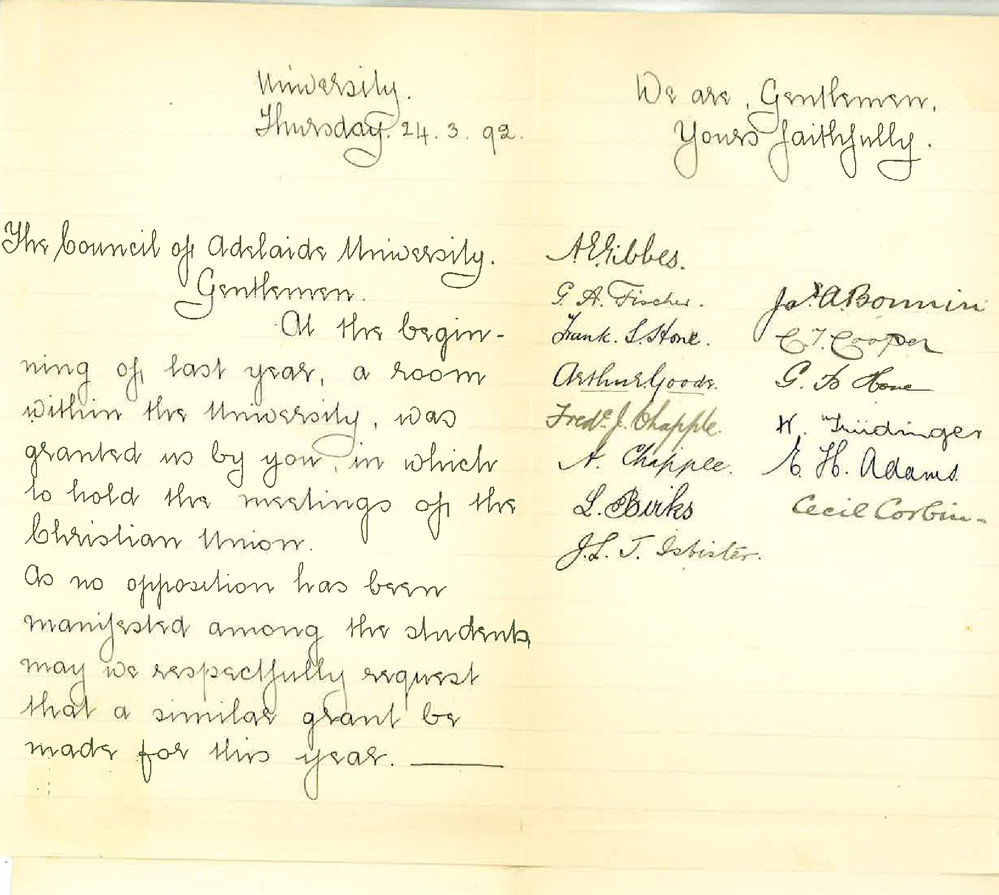 University.
Thursday. 24. 3. 92.
The Council of Adelaide University.
Gentlemen.
At the begin-
ning of last year, a room
within the University, was
granted us by you, in which
to hold the meetings of the
Christian Union.
As no opposition has been
manifested among the students
may we respectfully request
that a similar grant be
made for this year. ———
We are, Gentlemen,
Yours faithfully.
A E Gibbes.
G. A. Fischer.
Frank. S. Hone.
Arthur Goode.
Fredc. J. Chapple.
A. Chapple.
L. Birks
J. L. T. Isbister.
Jas. A. Bonnin
C. T. Cooper
G. B. Hone
W. Trüdinger
E. H. Adams.
Cecil Corbin.